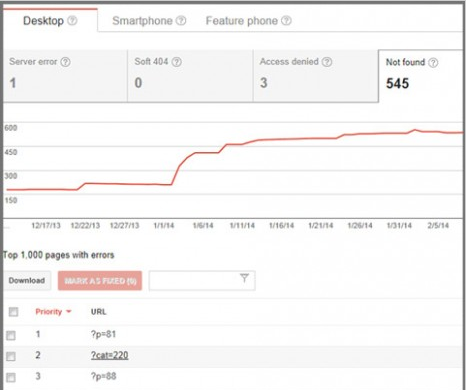 Desktop ? Smartphone ? Feature phone ?
Server error ? Soft 404 ? Access denied ? Not found ?
1 0 3 545
600
450
300
150
... 12/17/13 12/22/13 12/27/13 1/1/14 1/6/14 1/11/14 1/16/14 1/21/14 1/26/14 1/31/14 2/5/14
Top 1,000 pages with errors
Download MARK AS FIXED (0)
Priority URL
1 ?p=81
2 ?cat=220
3 ?p=88